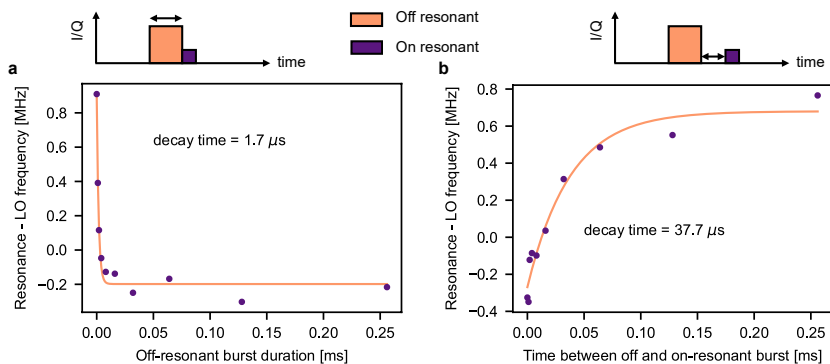 I/Q
time
Off resonant
On resonant
I/Q
time
a
Resonance - LO frequency [MHz]
0.8
0.6
0.4
0.2
0.0
−0.2
decay time = 1.7 μs
0.00
0.05
0.10
0.15
0.20
0.25
Off-resonant burst duration [ms]
b
Resonance - LO frequency [MHz]
0.8
0.6
0.4
0.2
0.0
−0.2
−0.4
decay time = 37.7 μs
0.00
0.05
0.10
0.15
0.20
0.25
Time between off and on-resonant burst [ms]